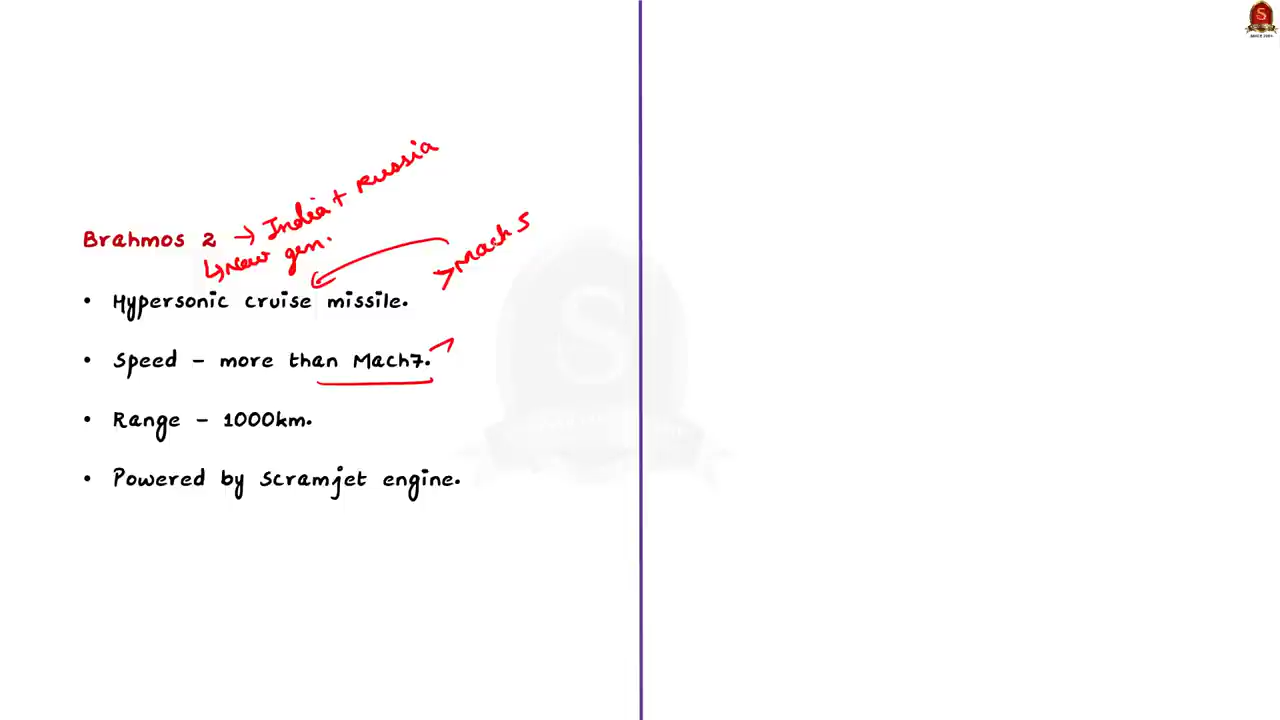 Brahmos 2 → India + Russia
↳ New gen.
> Mach 5
• Hypersonic cruise missile.
• Speed – more than Mach7.
• Range – 1000km.
• Powered by Scramjet engine.
S